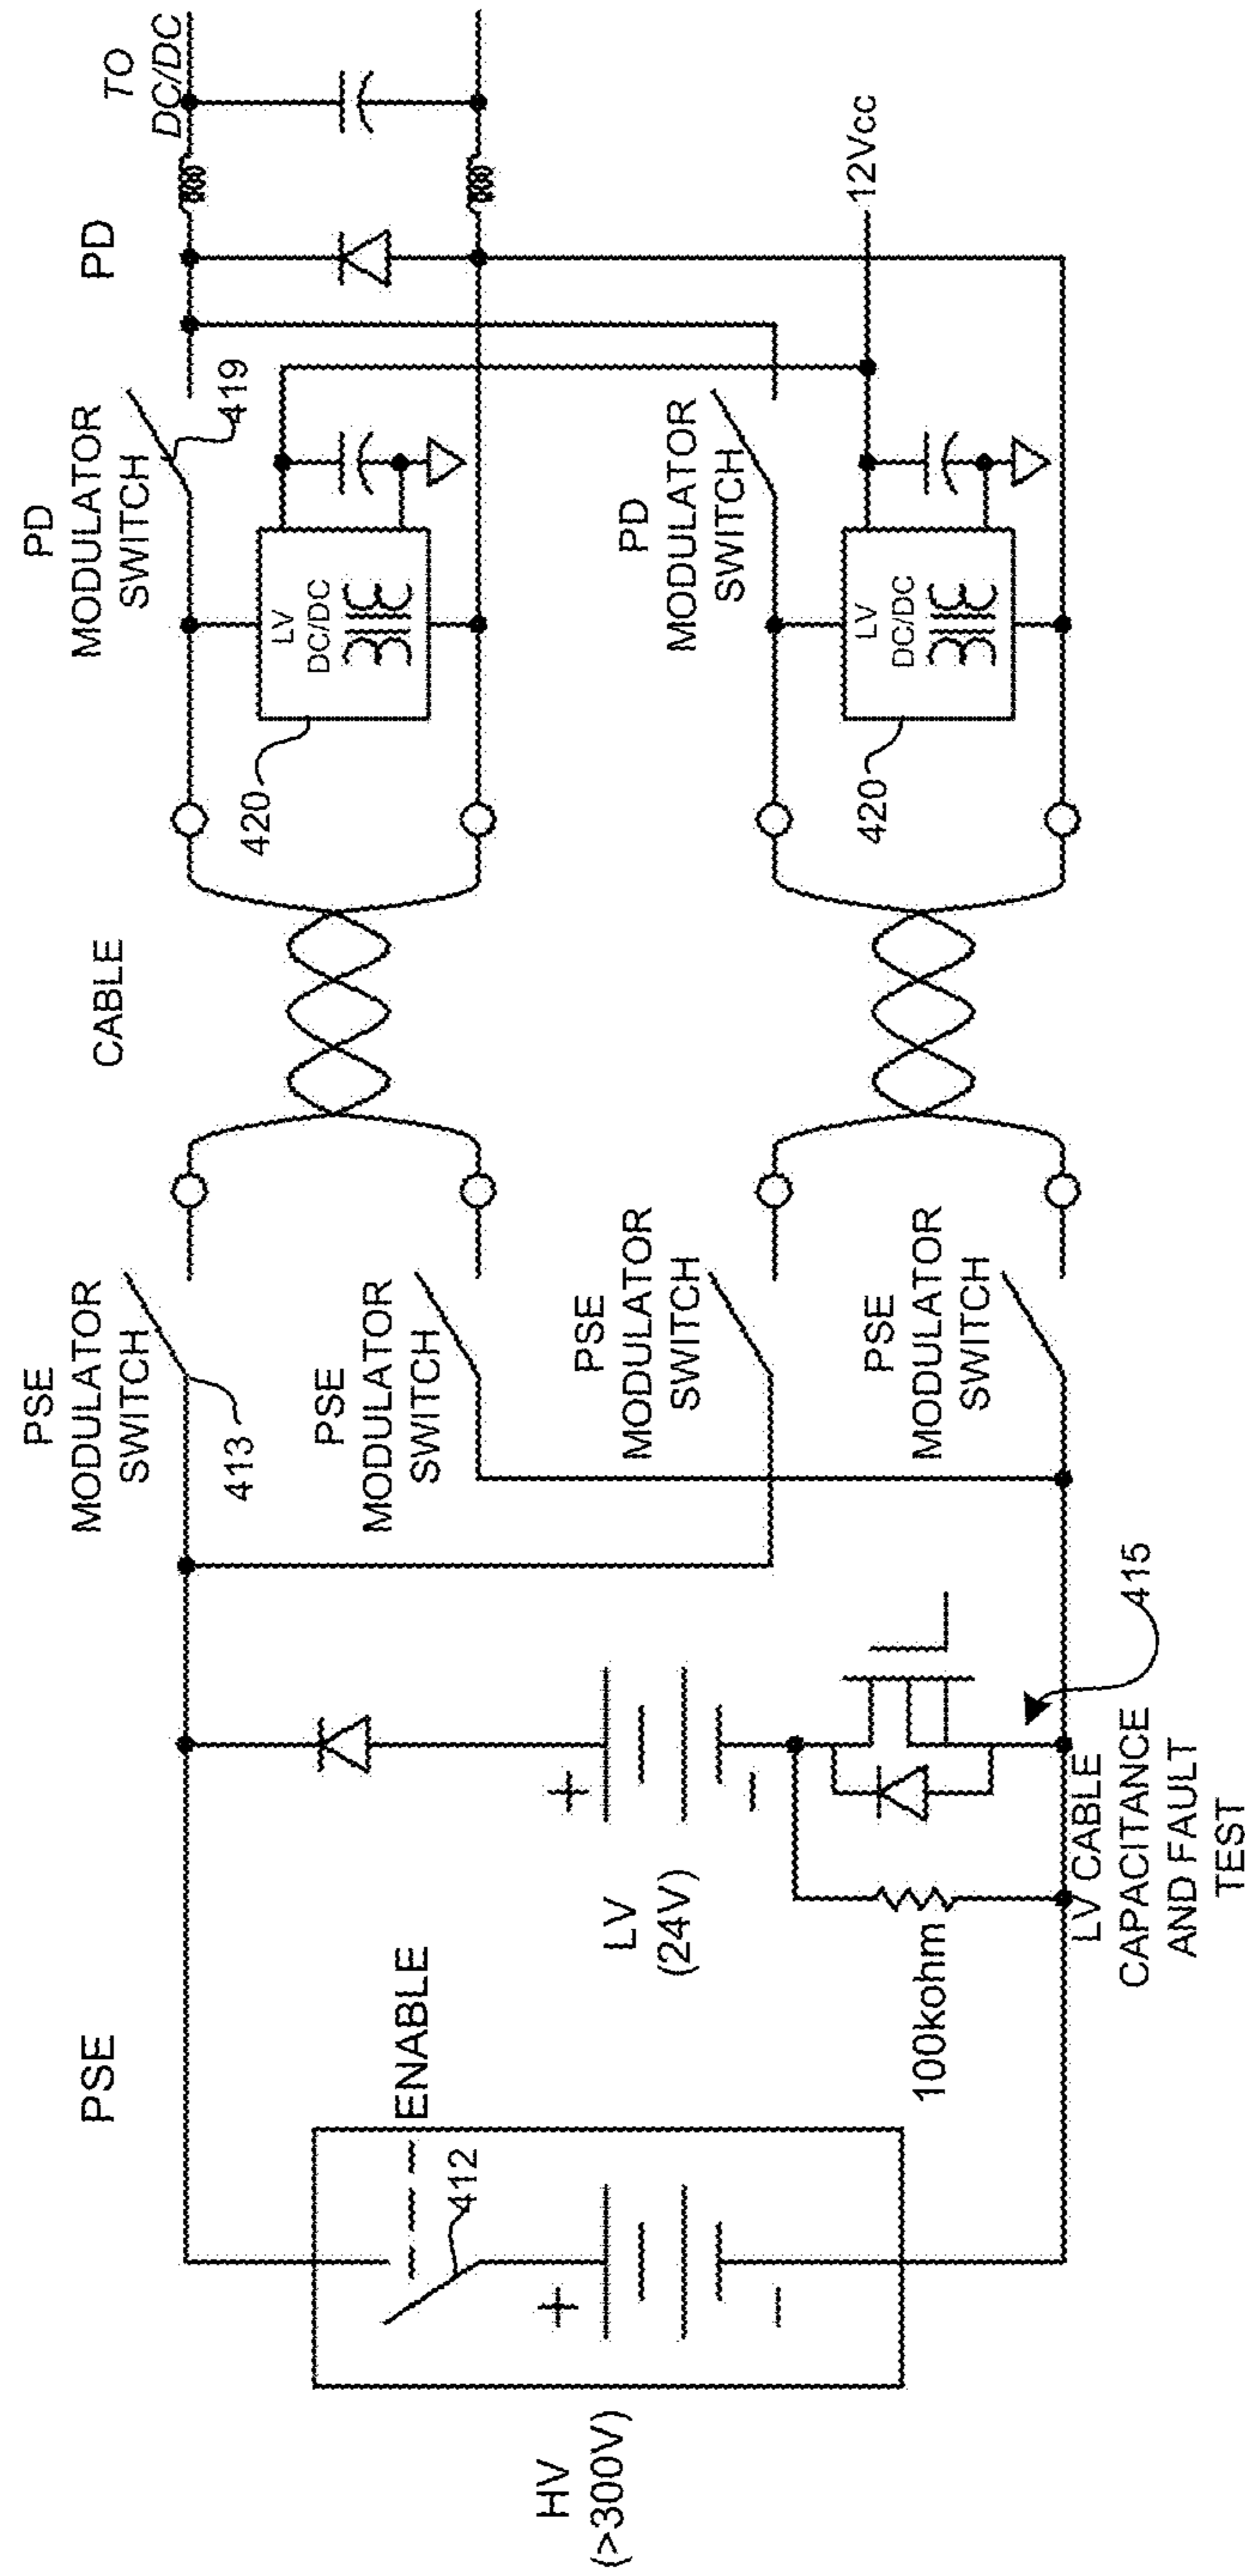 PSE
CABLE
PD
TO
DC/DC
HV
(>300V)
ENABLE
412
+
−
LV
(24V)
+
−
100kohm
LV CABLE
CAPACITANCE
AND FAULT
TEST
415
PSE
MODULATOR
SWITCH
413
PSE
MODULATOR
SWITCH
PSE
MODULATOR
SWITCH
PSE
MODULATOR
SWITCH
PD
MODULATOR
SWITCH
419
LV
DC/DC
420
PD
MODULATOR
SWITCH
LV
DC/DC
420
12Vcc